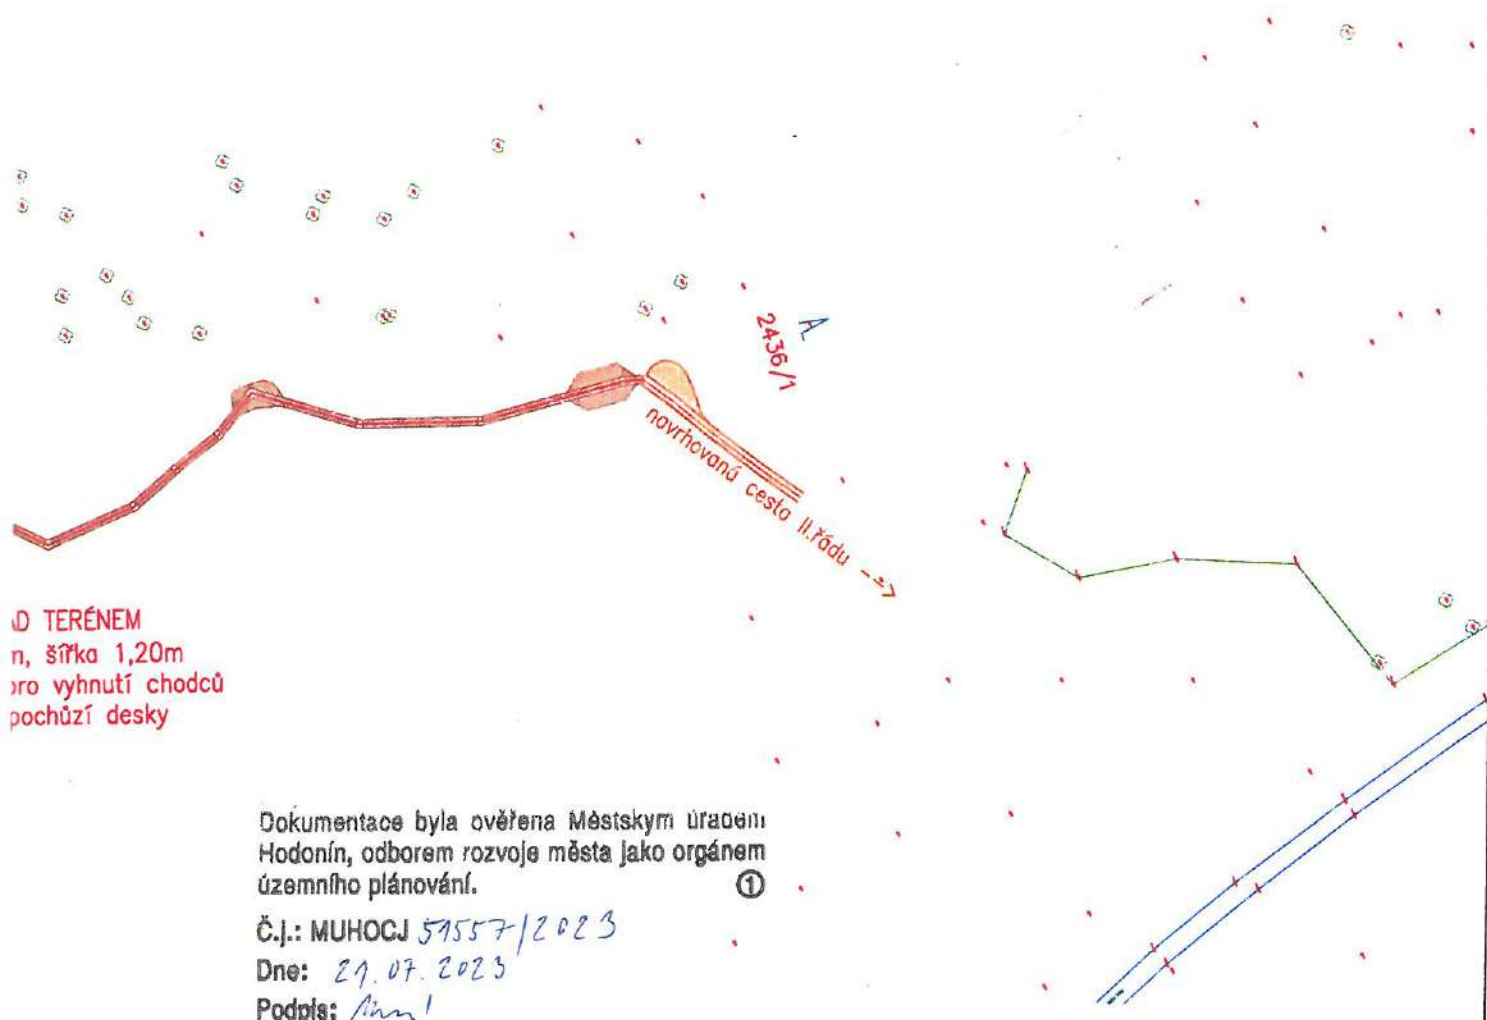 A
2436/1
navrhovaná cesta II.řádu
D TERÉNEM
n, šířka 1,20m
pro vyhnutí chodců
pochůzí desky
Dokumentace byla ověřena Městským úřadem
Hodonín, odborem rozvoje města jako orgánem
územního plánování. ①
Č.j.: MUHOCJ 51557/2023
Dne: 21.07.2023
Podpis: